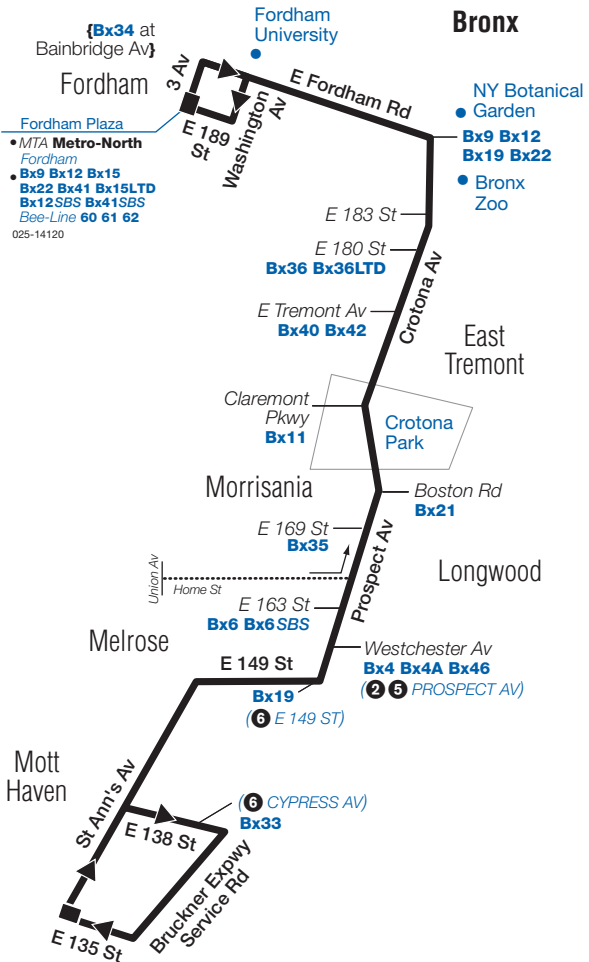 Bronx
{Bx34 at
Bainbridge Av}
Fordham
University
Fordham
3 Av
E Fordham Rd
NY Botanical
Garden
Bx9 Bx12
Bx19 Bx22
Bronx
Zoo
E 189
St
Washington
Av
Fordham Plaza
MTA Metro-North
Fordham
Bx9 Bx12 Bx15
Bx22 Bx41 Bx15LTD
Bx12SBS Bx41SBS
Bee-Line 60 61 62
025-14120
E 183 St
E 180 St
Bx36 Bx36LTD
Crotona Av
E Tremont Av
Bx40 Bx42
East
Tremont
Claremont
Pkwy
Bx11
Crotona
Park
Morrisania
Boston Rd
Bx21
E 169 St
Bx35
Prospect Av
Longwood
Union Av
Home St
E 163 St
Bx6 Bx6SBS
Melrose
Westchester Av
Bx4 Bx4A Bx46
(2 5 PROSPECT AV)
E 149 St
Bx19
(6 E 149 ST)
Mott
Haven
St Ann's Av
(6 CYPRESS AV)
Bx33
E 138 St
Bruckner Expwy
Service Rd
E 135 St